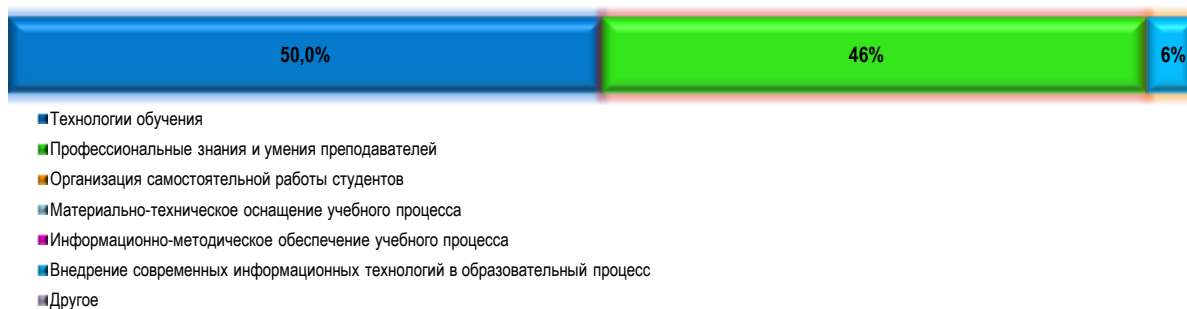 50,0% 46% 6%
Технологии обучения
Профессиональные знания и умения преподавателей
Организация самостоятельной работы студентов
Материально-техническое оснащение учебного процесса
Информационно-методическое обеспечение учебного процесса
Внедрение современных информационных технологий в образовательный процесс
Другое